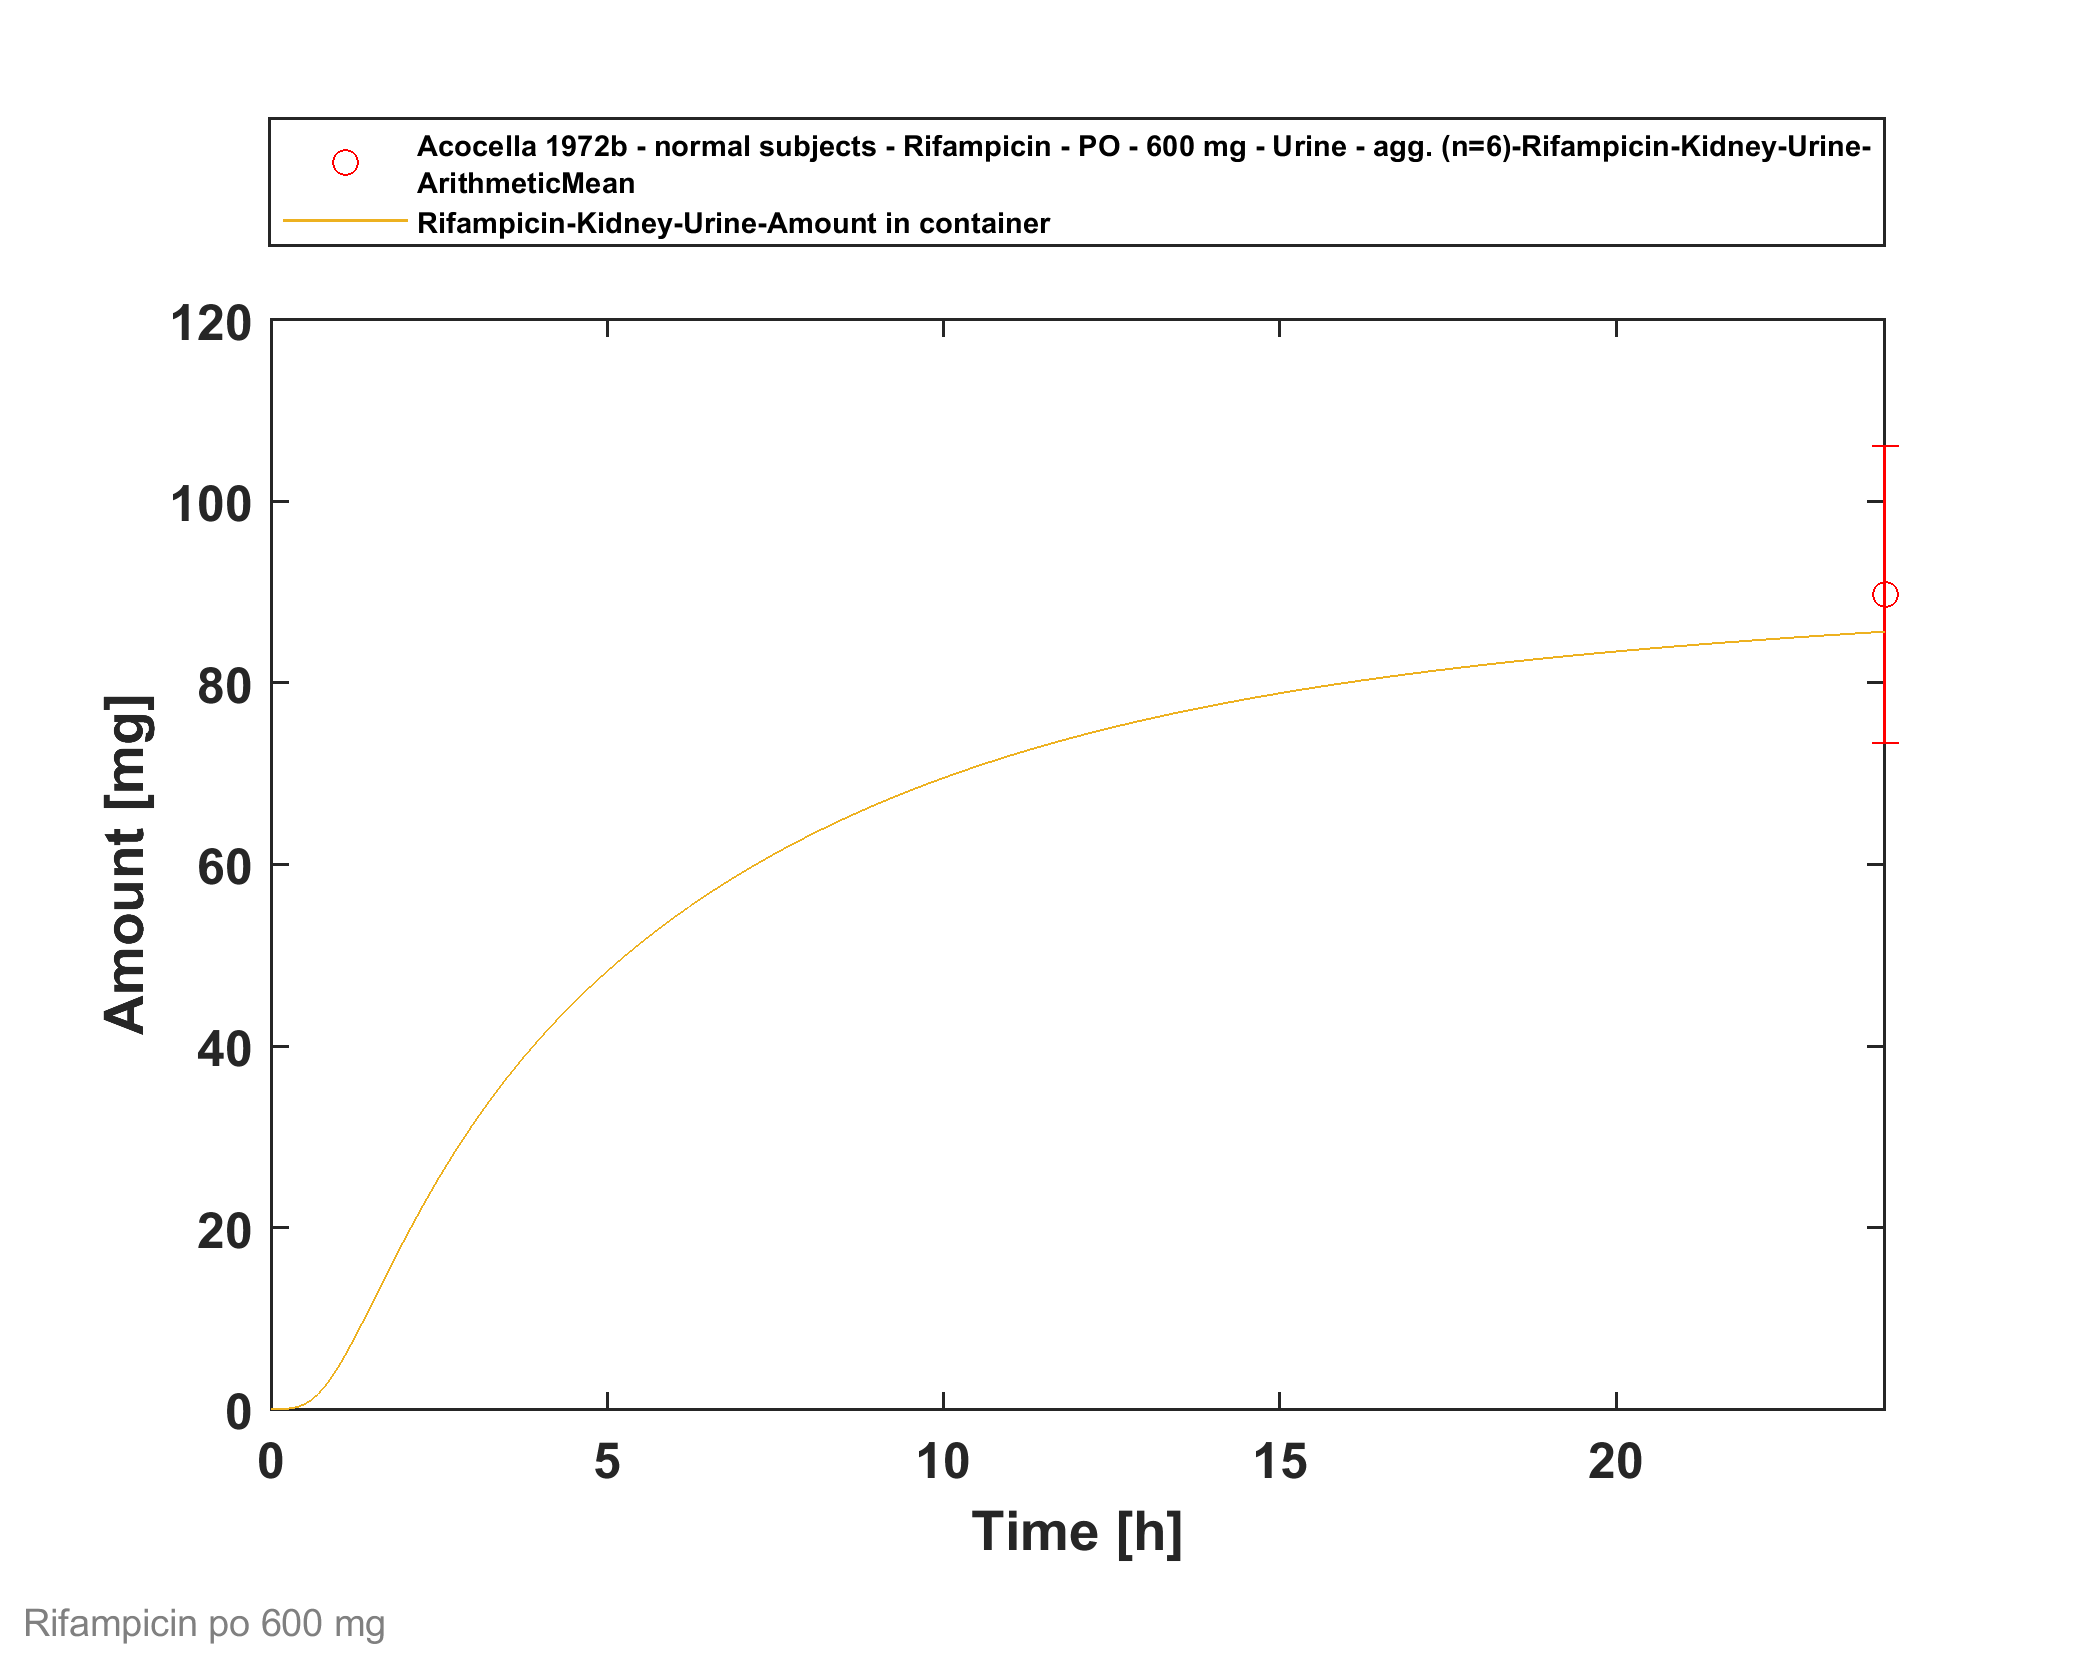 Acocella 1972b - normal subjects - Rifampicin - PO - 600 mg - Urine - agg. (n=6)-Rifampicin-Kidney-Urine-
ArithmeticMean
Rifampicin-Kidney-Urine-Amount in container
120
100
80
60
40
20
0
Amount [mg]
0 5 10 15 20
Time [h]
Rifampicin po 600 mg